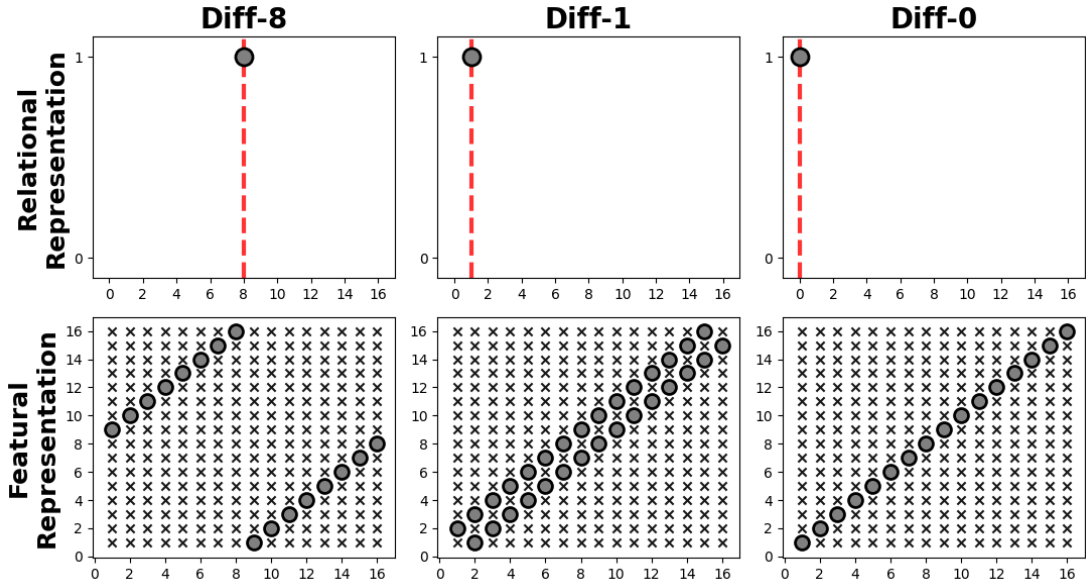 Diff-8 Diff-1 Diff-0
Relational
Representation
1 1 1
0 0 0
0 2 4 6 8 10 12 14 16 0 2 4 6 8 10 12 14 16 0 2 4 6 8 10 12 14 16
Featural
Representation
16 16 16
14 14 14
12 12 12
10 10 10
8 8 8
6 6 6
4 4 4
2 2 2
0 0 0
0 2 4 6 8 10 12 14 16 0 2 4 6 8 10 12 14 16 0 2 4 6 8 10 12 14 16